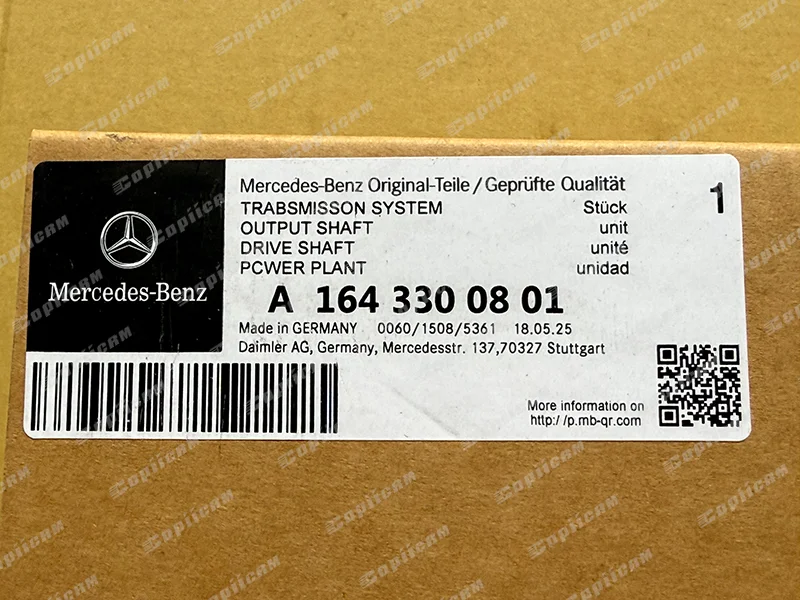 Mercedes-Benz
Mercedes-Benz Original-Teile / Geprüfte Qualität
1
TRABSMISSON SYSTEM Stück
OUTPUT SHAFT unit
DRIVE SHAFT unité
PCWER PLANT unidad
A 164 330 08 01
Made in GERMANY 0060/1508/5361 18.05.25
Daimler AG, Germany, Mercedesstr. 137,70327 Stuttgart
More information on
http:/ /p.mb-qr.com
Copiicam